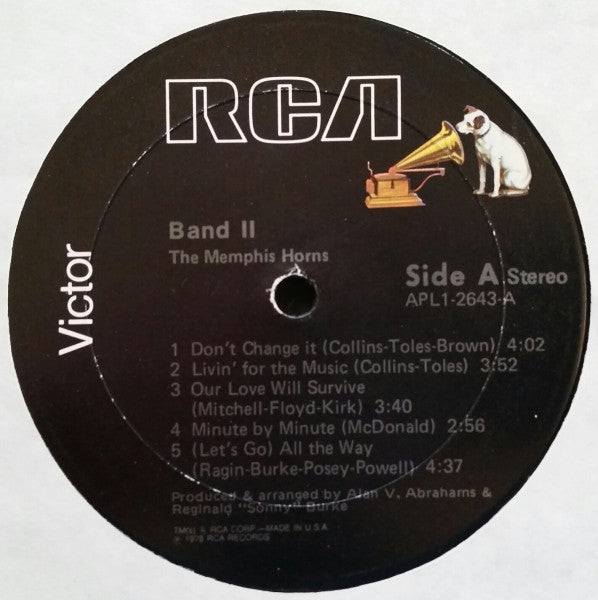 RCA
Victor
Band II
The Memphis Horns
Side A Stereo
APL1-2643-A
1 Don't Change it (Collins-Toles-Brown) 4:02
2 Livin' for the Music (Collins-Toles) 3:52
3 Our Love Will Survive
(Mitchell-Floyd-Kirk) 3:40
4 Minute by Minute (McDonald) 2:56
5 (Let's Go) All the Way
(Ragin-Burke-Posey-Powell) 4:37
Produced & arranged by Alan V. Abrahams &
Reginald "Sonny" Burke
TM(s) ® RCA CORP.—MADE IN U.S.A.
℗ 1978 RCA RECORDS